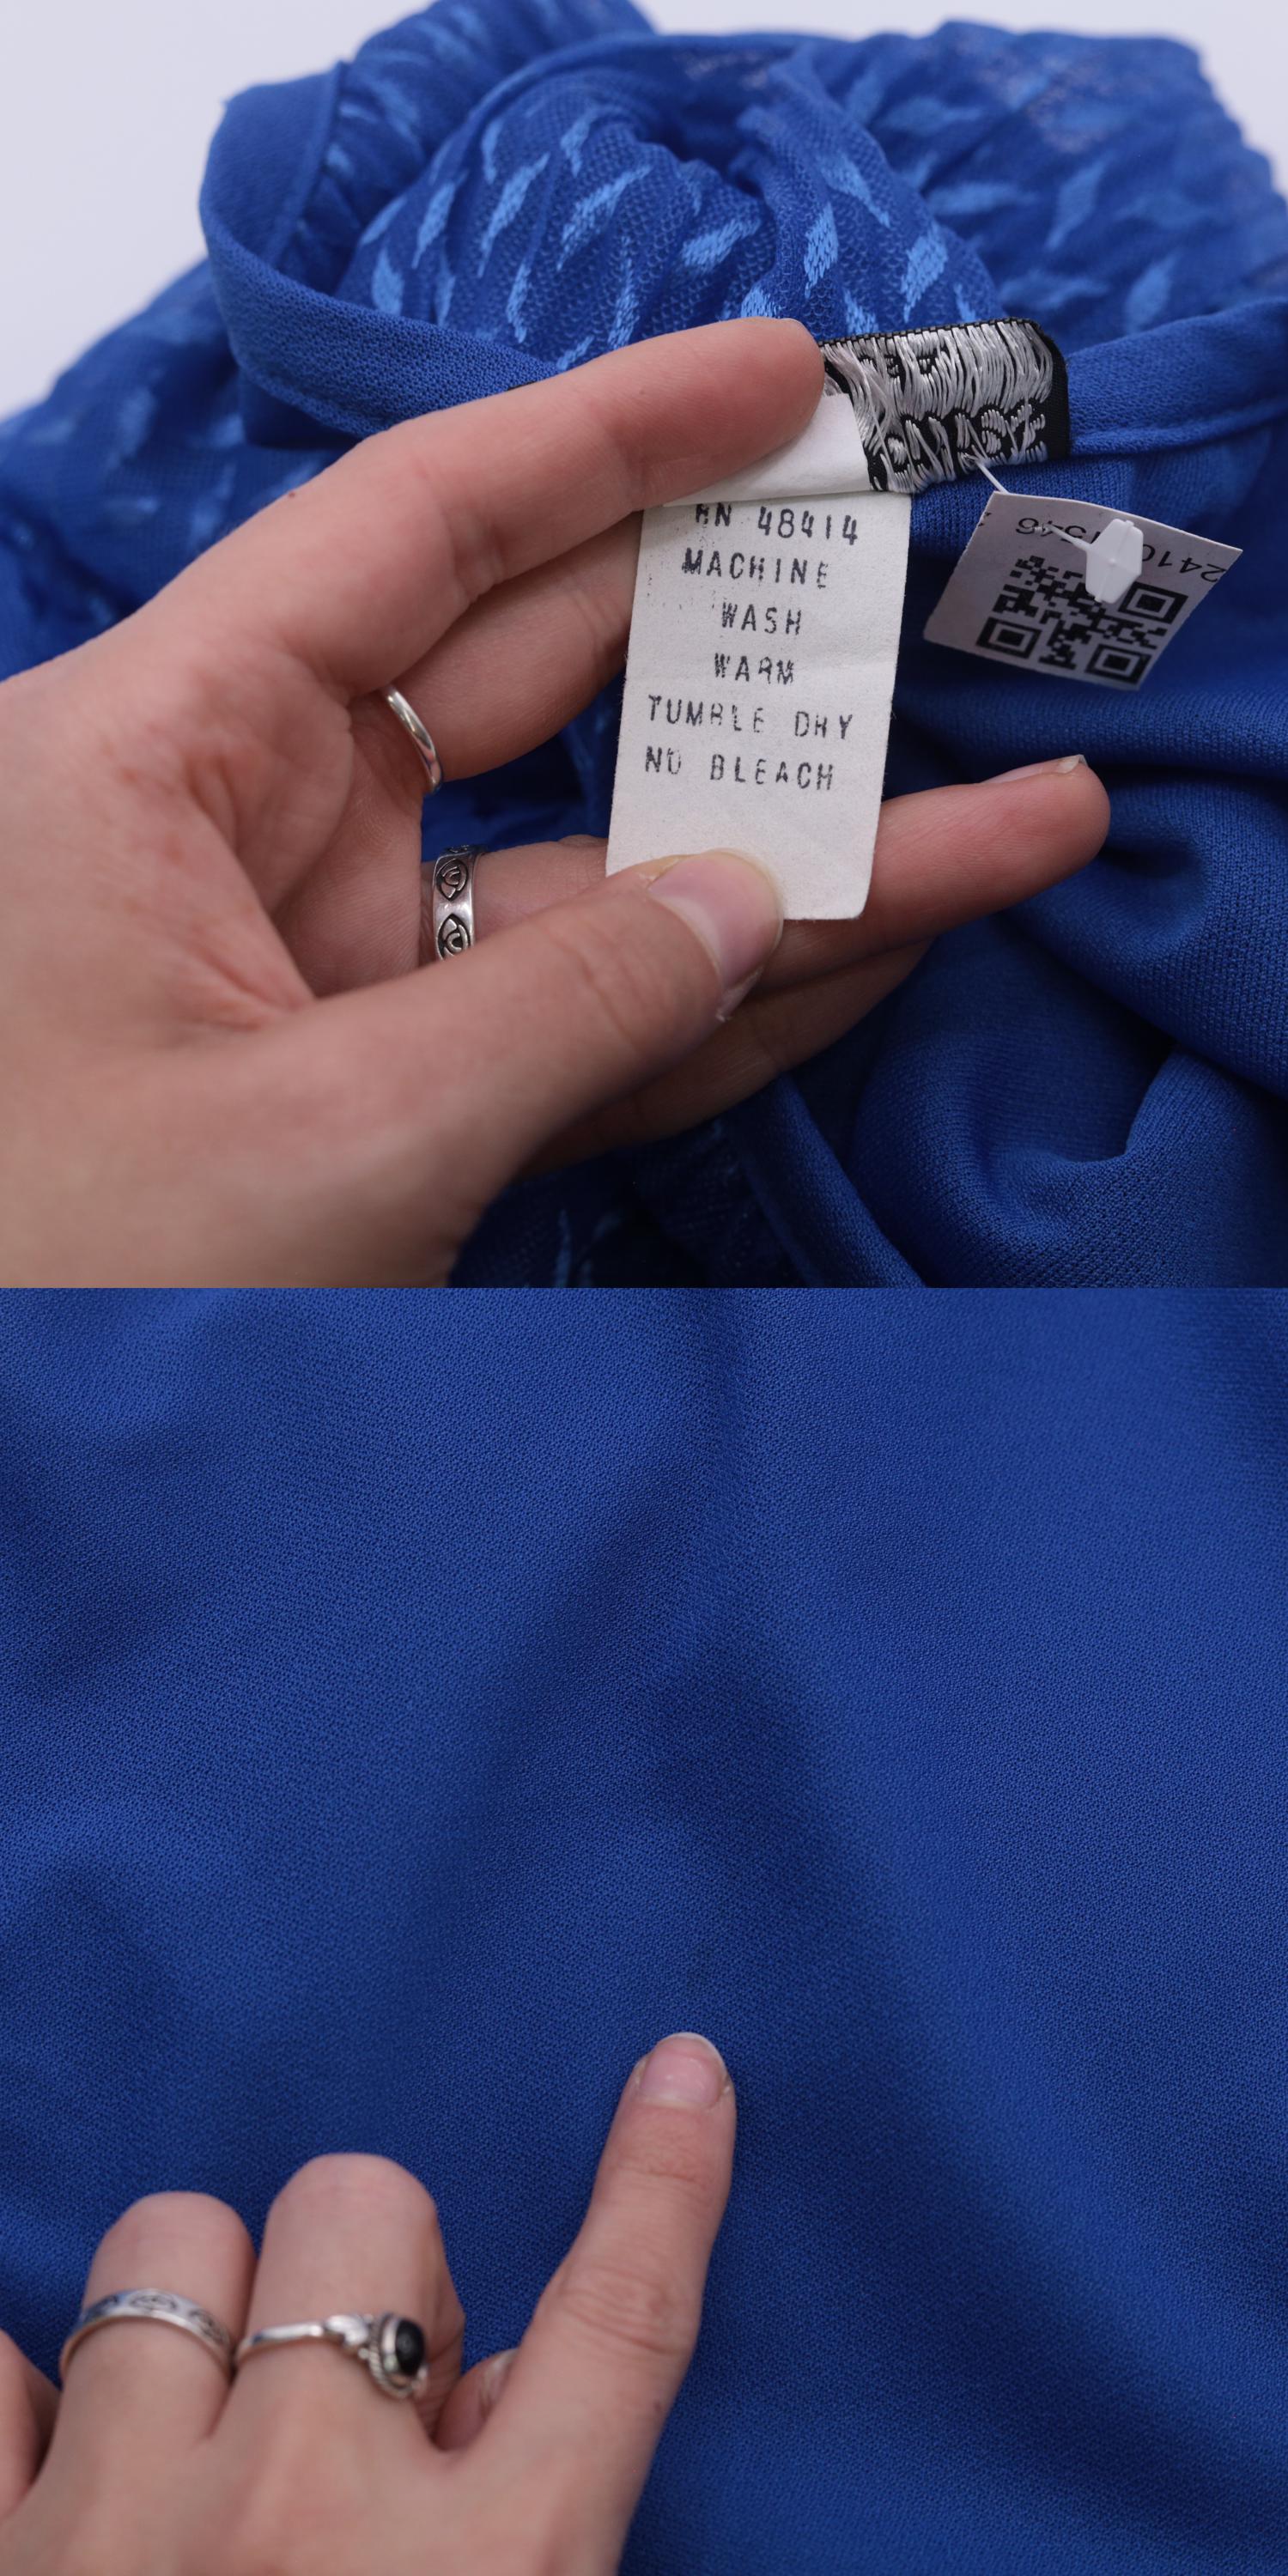 RN 48414
MACHINE
WASH
WARM
TUMBLE DRY
NO BLEACH